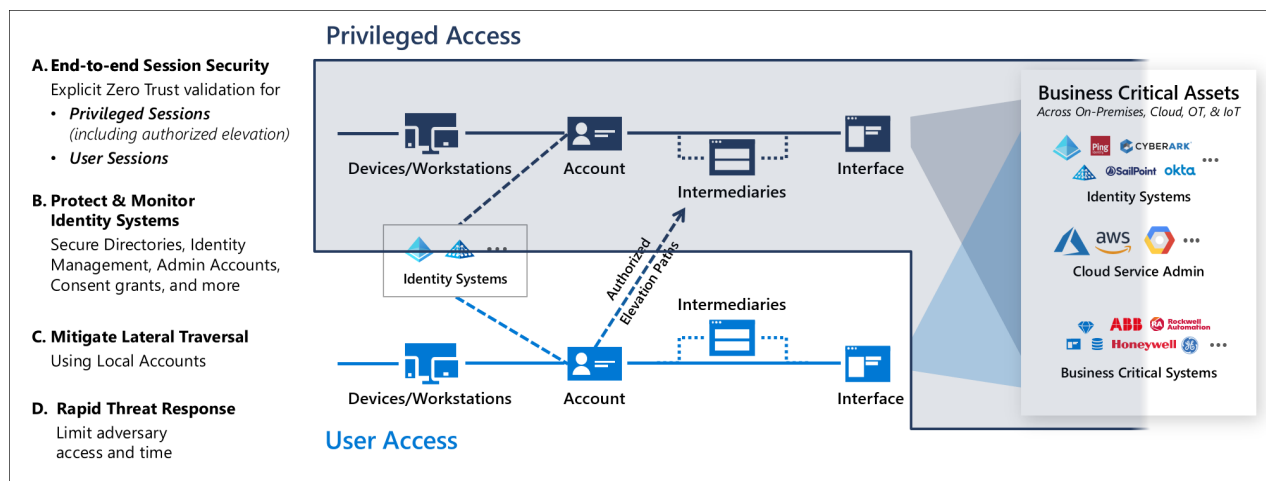 Privileged Access
A. End-to-end Session Security
Explicit Zero Trust validation for
• Privileged Sessions
(including authorized elevation)
• User Sessions
B. Protect & Monitor
Identity Systems
Secure Directories, Identity
Management, Admin Accounts,
Consent grants, and more
C. Mitigate Lateral Traversal
Using Local Accounts
D. Rapid Threat Response
Limit adversary
access and time
Devices/Workstations
Account
Intermediaries
Interface
Identity Systems
Authorized
Elevation Paths
Intermediaries
Devices/Workstations
Account
Interface
User Access
Business Critical Assets
Across On-Premises, Cloud, OT, & IoT
Ping
CYBERARK
SailPoint
okta
Identity Systems
aws
Cloud Service Admin
ABB
RA
Rockwell
Automation
Honeywell
GE
Business Critical Systems